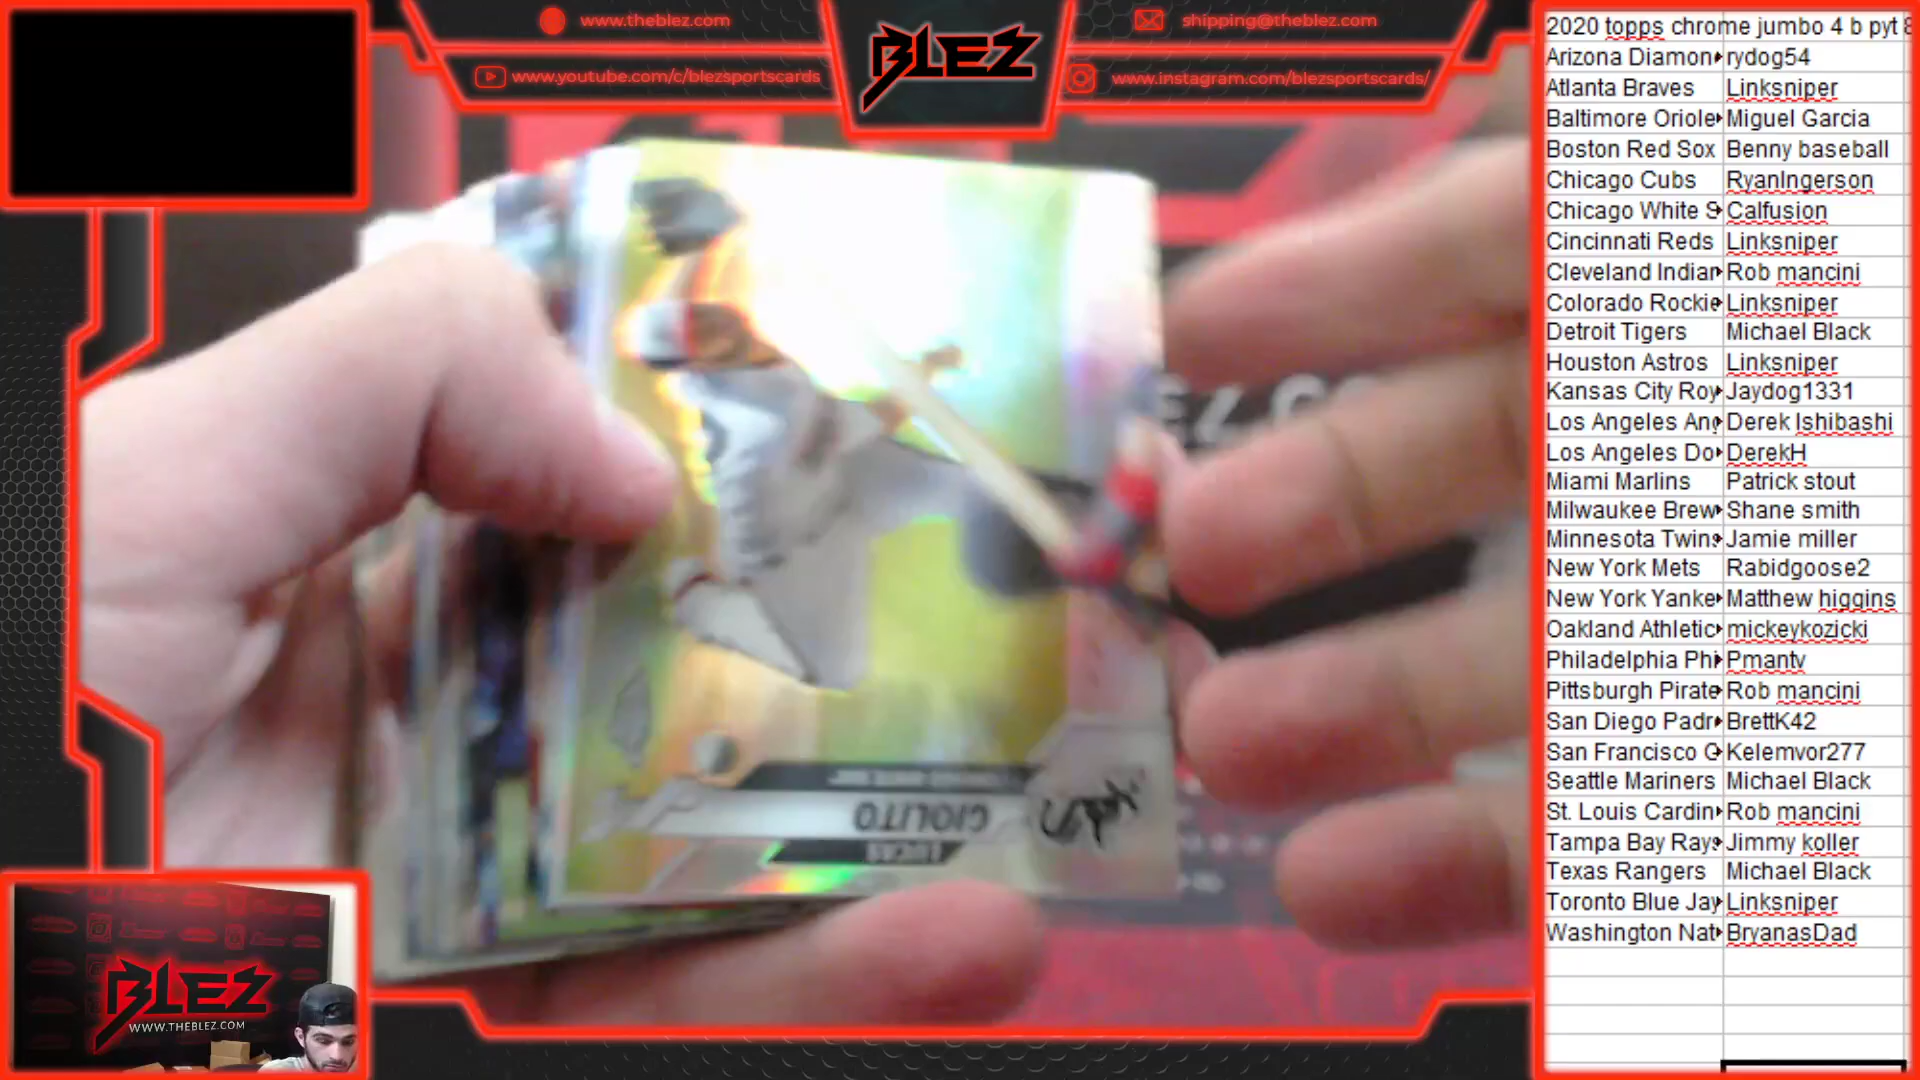 www.theblez.com
shipping@theblez.com
BLEZ
www.youtube.com/c/blezsportscards
www.instagram.com/blezsportscards/
2020 topps chrome jumbo 4 b pyt 8
Arizona Diamon rydog54
Atlanta Braves Linksniper
Baltimore Oriole Miguel Garcia
Boston Red Sox Benny baseball
Chicago Cubs RyanIngerson
Chicago White S Calfusion
Cincinnati Reds Linksniper
Cleveland Indian Rob mancini
Colorado Rockie Linksniper
Detroit Tigers Michael Black
Houston Astros Linksniper
Kansas City Roy Jaydog1331
Los Angeles Ang Derek Ishibashi
Los Angeles Do DerekH
Miami Marlins Patrick stout
Milwaukee Brew Shane smith
Minnesota Twins Jamie miller
New York Mets Rabidgoose2
New York Yanke Matthew higgins
Oakland Athletic mickeykozicki
Philadelphia Phi Pmantv
Pittsburgh Pirate Rob mancini
San Diego Padr BrettK42
San Francisco G Kelemvor277
Seattle Mariners Michael Black
St. Louis Cardin Rob mancini
Tampa Bay Rays Jimmy koller
Texas Rangers Michael Black
Toronto Blue Jay Linksniper
Washington Nat BryanasDad
LUCAS
GIOLITO
BLEZ
WWW.THEBLEZ.COM